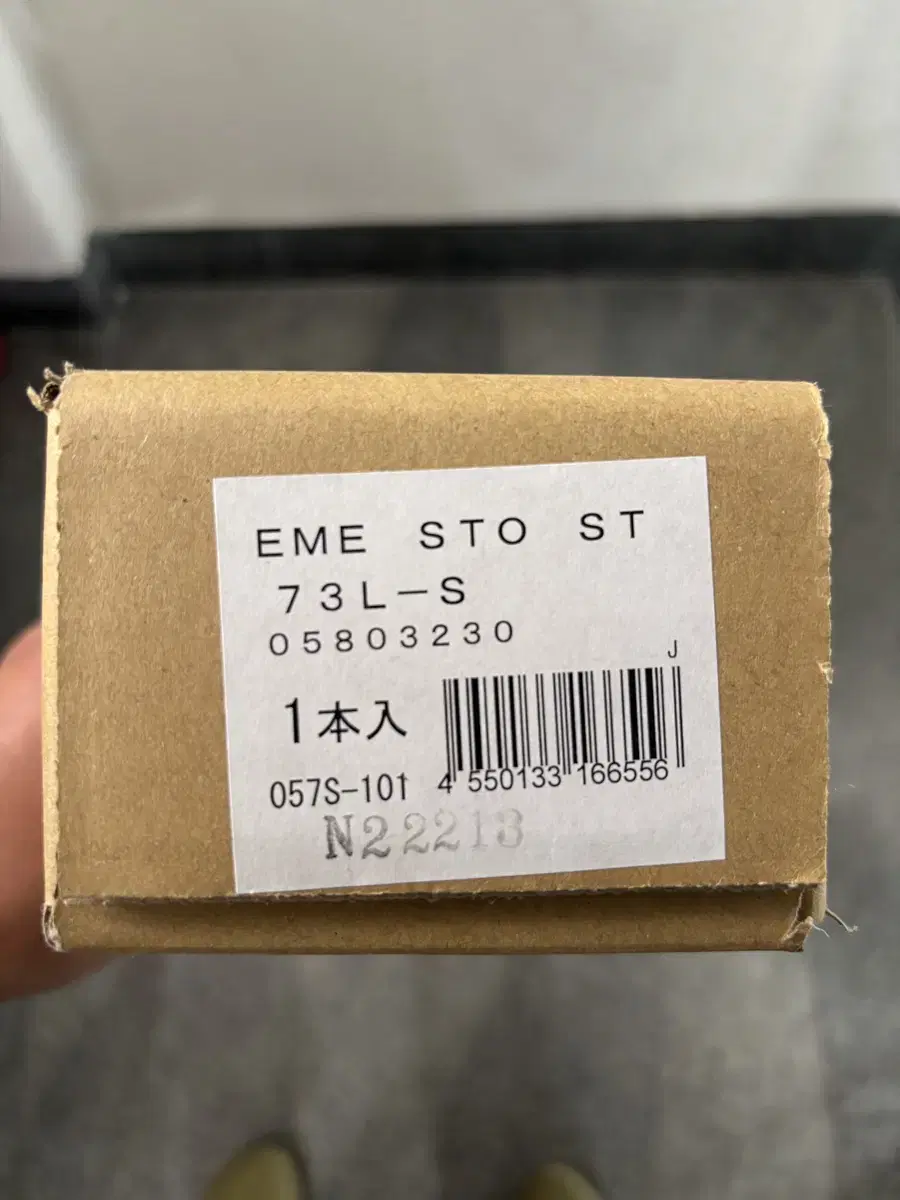 EME STO ST
73L-S
05803230
J
1本入
057S-101
4 550133 166556
N22213